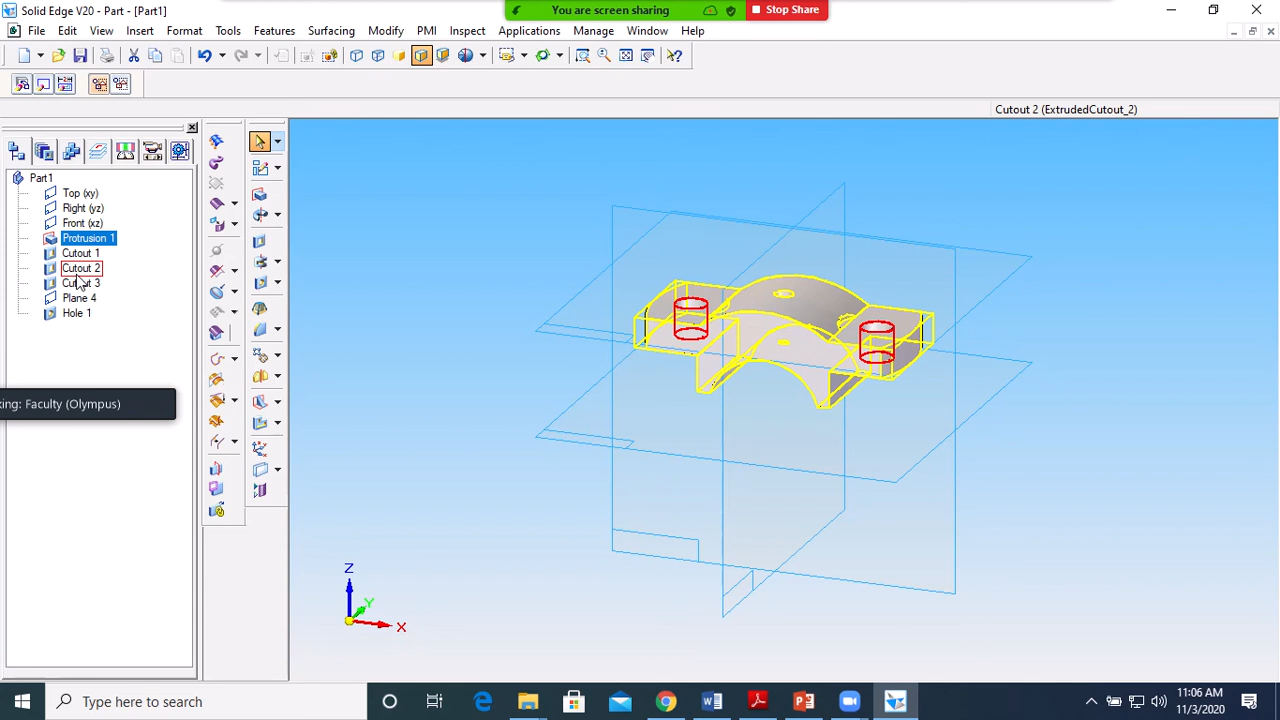 Solid Edge V20 - Part - [Part1]
You are screen sharing
Stop Share
File Edit View Insert Format Tools Features Surfacing Modify PMI Inspect Applications Manage Window Help
Cutout 2 (ExtrudedCutout_2)
Part1
Top (xy)
Right (yz)
Front (xz)
Protrusion 1
Cutout 1
Cutout 2
Cutout 3
Plane 4
Hole 1
king: Faculty (Olympus)
Z
Y
X
Type here to search
11:06 AM
11/3/2020